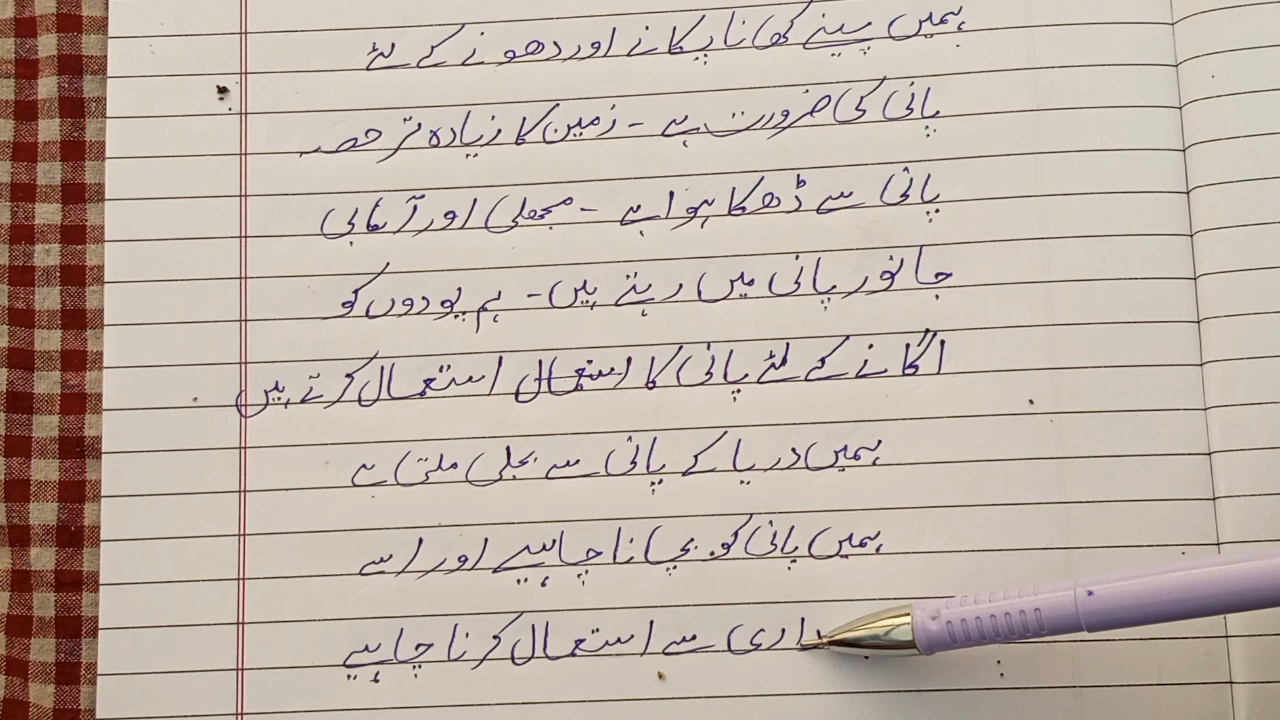 ہمیں پینے کھانا پکانے اور دھونے کے لئے
پانی کی ضرورت ہے - زمین کا زیادہ تر حصہ
پانی سے ڈھکا ہوا ہے - مچھلی اور آبی
جانور پانی میں رہتے ہیں - ہم پودوں کو
اگانے کے لئے پانی کا استعمال استعمال کرتے ہیں
ہمیں دریا کے پانی سے بجلی ملتی ہے
ہمیں پانی کو بچانا چاہیے اور اسے
داری سے استعمال کرنا چاہیے